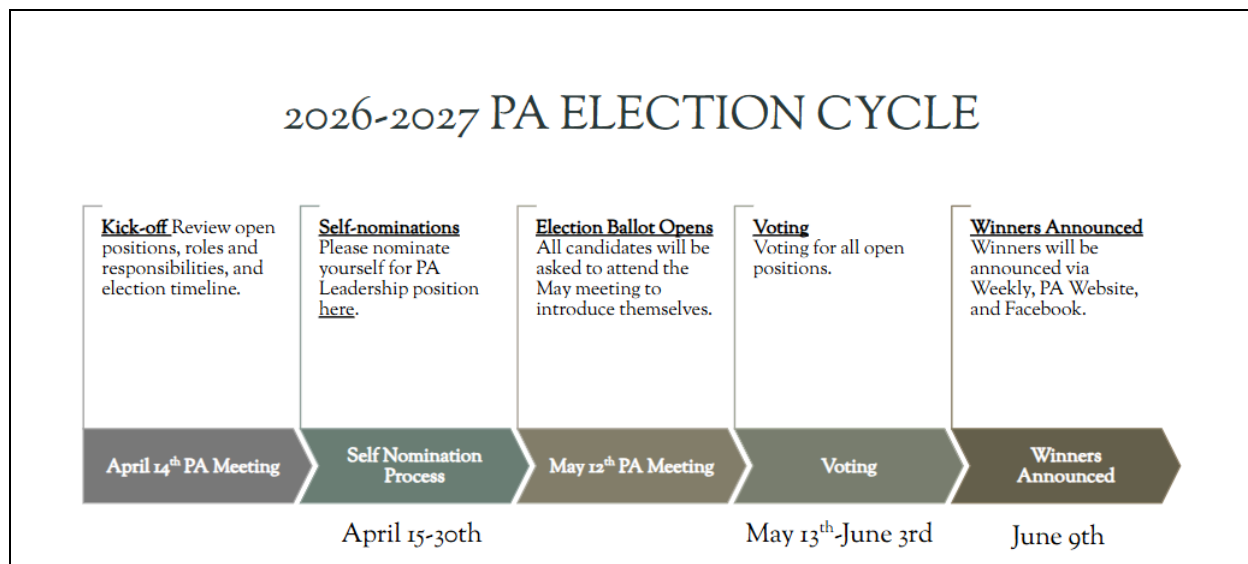 2026-2027 PA ELECTION CYCLE
Kick-off Review open
positions, roles and
responsibilities, and
election timeline.
Self-nominations
Please nominate
yourself for PA
Leadership position
here.
Election Ballot Opens
All candidates will be
asked to attend the
May meeting to
introduce themselves.
Voting
Voting for all open
positions.
Winners Announced
Winners will be
announced via
Weekly, PA Website,
and Facebook.
April 14th PA Meeting
Self Nomination
Process
May 12th PA Meeting
Voting
Winners
Announced
April 15-30th
May 13th-June 3rd
June 9th